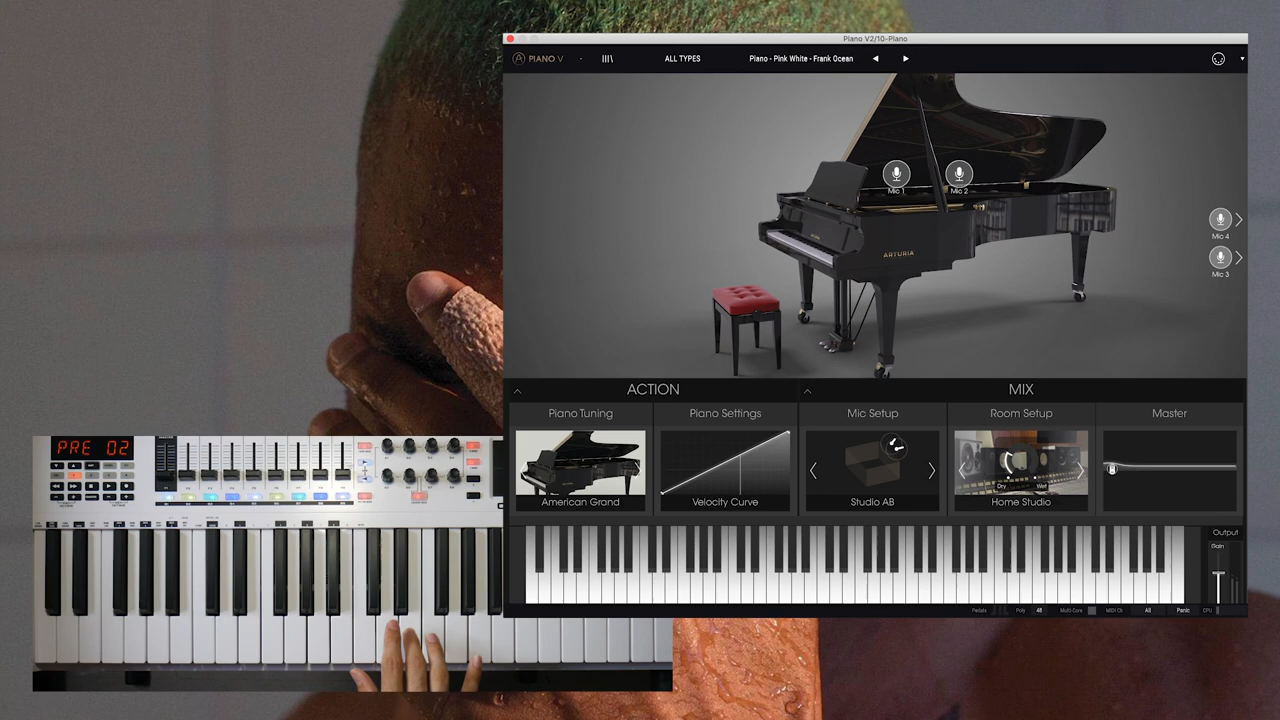 Piano V2/10-Piano
PIANO V
ALL TYPES
Piano - Pink White - Frank Ocean
Mic 1
Mic 2
Mic 4
Mic 3
ARTURIA
ACTION
MIX
Piano Tuning
Piano Settings
Mic Setup
Room Setup
Master
American Grand
Velocity Curve
Studio AB
Dry
Wet
Home Studio
PRE 02
Output
Gain
Pedals
Poly
48
Multi-Core
MIDI Ch
All
Panic
CPU